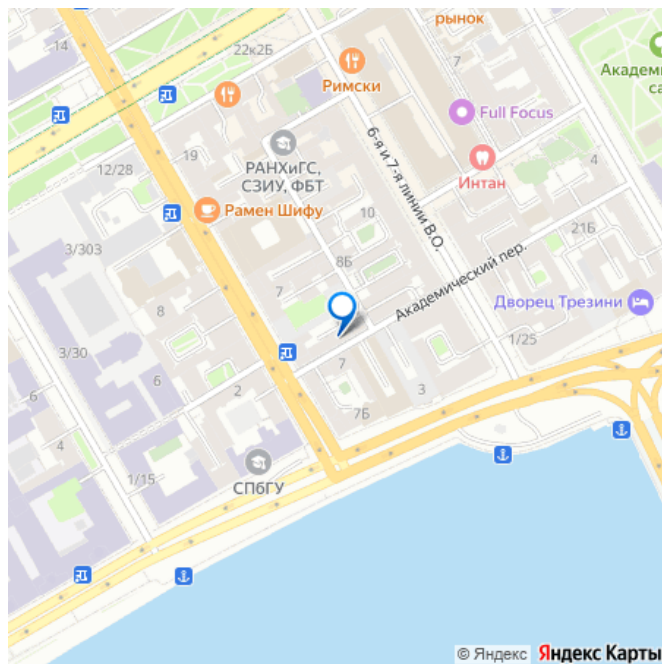 рынок
14
22к2Б
Римски
7
Академи
са
Full Focus
6-я и 7-я линии В.О.
РАНХиГС,
СЗИУ, ФБТ
19
12/28
Интан
4
Рамен Шифу
10
21Б
3/303
8Б
Академический пер.
7
8
Дворец Трезини
1/25
3/30
6
6
2
7
3
7Б
4
СПбГУ
1/15
© Яндекс Яндекс Карты